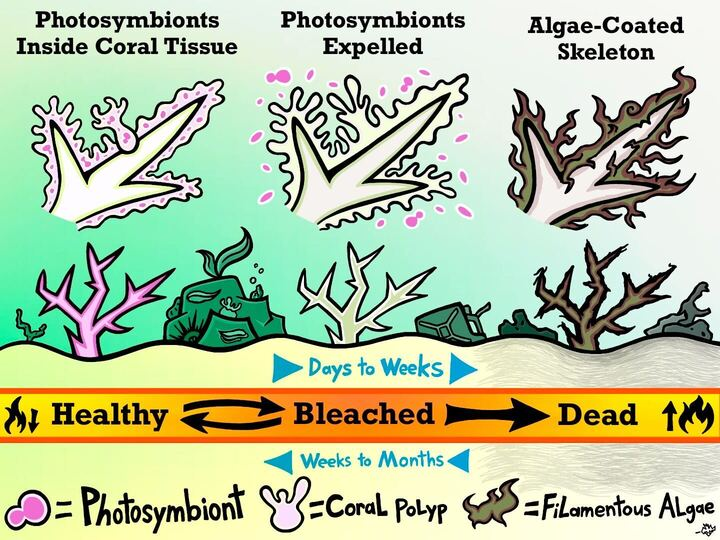 Photosymbionts
Inside Coral Tissue
Photosymbionts
Expelled
Algae-Coated
Skeleton
Days to Weeks
Healthy
Bleached
Dead
Weeks to Months
= Photosymbiont
=Coral Polyp
=Filamentous Algae